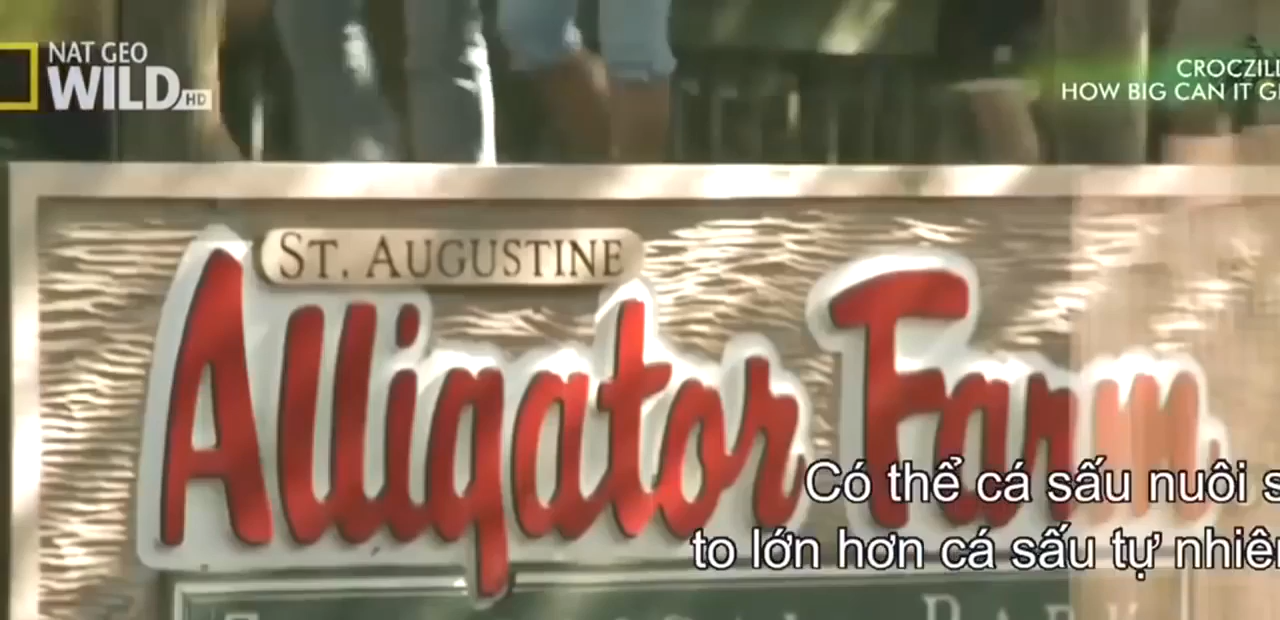 NAT GEO
WILD HD
CROCZILL
HOW BIG CAN IT G
ST. AUGUSTINE
Alligator Farm
Có thể cá sấu nuôi s
to lớn hơn cá sấu tự nhiê
PARK